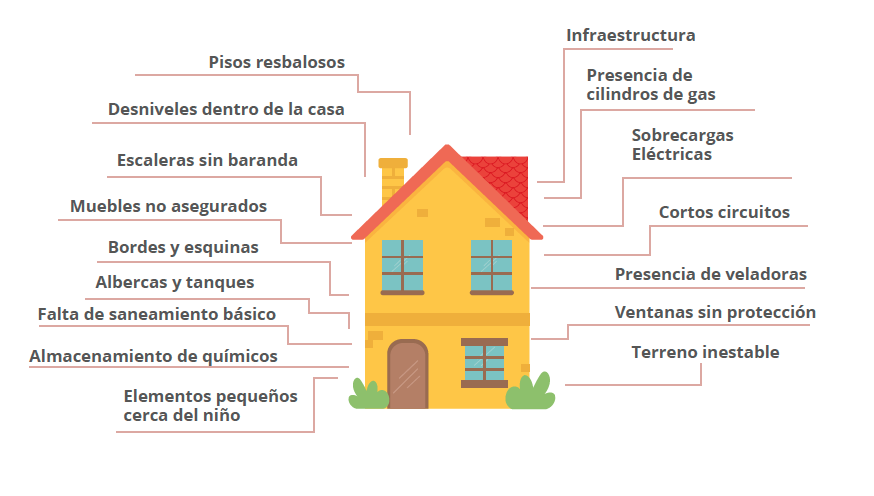 Pisos resbalosos
Desniveles dentro de la casa
Escaleras sin baranda
Muebles no asegurados
Bordes y esquinas
Albercas y tanques
Falta de saneamiento básico
Almacenamiento de químicos
Elementos pequeños
cerca del niño
Infraestructura
Presencia de
cilindros de gas
Sobrecargas
Eléctricas
Cortos circuitos
Presencia de veladoras
Ventanas sin protección
Terreno inestable